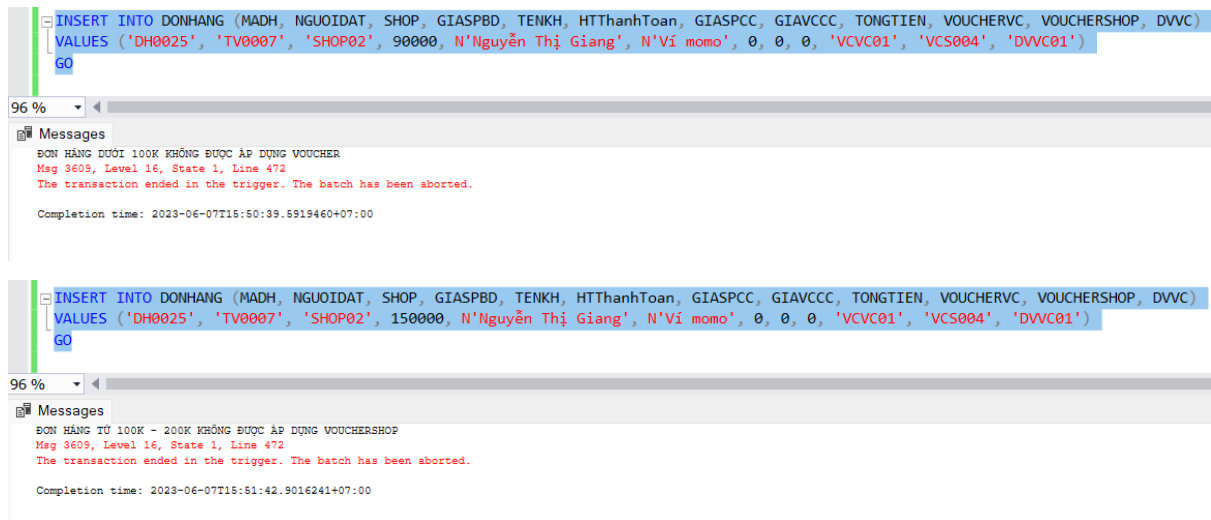 INSERT INTO DONHANG (MADH, NGUOIDAT, SHOP, GIASPBD, TENKH, HTThanhToan, GIASPCC, GIAVCCC, TONGTIEN, VOUCHERVC, VOUCHERSHOP, DVVC)
VALUES ('DH0025', 'TV0007', 'SHOP02', 90000, N'Nguyễn Thị Giang', N'Ví momo', 0, 0, 0, 'VCVC01', 'VCS004', 'DVVC01')
GO
96 %
Messages
ĐƠN HÀNG DƯỚI 100K KHÔNG ĐƯỢC ÁP DỤNG VOUCHER
Msg 3609, Level 16, State 1, Line 472
The transaction ended in the trigger. The batch has been aborted.
Completion time: 2023-06-07T15:50:39.5919460+07:00
INSERT INTO DONHANG (MADH, NGUOIDAT, SHOP, GIASPBD, TENKH, HTThanhToan, GIASPCC, GIAVCCC, TONGTIEN, VOUCHERVC, VOUCHERSHOP, DVVC)
VALUES ('DH0025', 'TV0007', 'SHOP02', 150000, N'Nguyễn Thị Giang', N'Ví momo', 0, 0, 0, 'VCVC01', 'VCS004', 'DVVC01')
GO
96 %
Messages
ĐƠN HÀNG TỪ 100K - 200K KHÔNG ĐƯỢC ÁP DỤNG VOUCHERSHOP
Msg 3609, Level 16, State 1, Line 472
The transaction ended in the trigger. The batch has been aborted.
Completion time: 2023-06-07T15:51:42.9016241+07:00